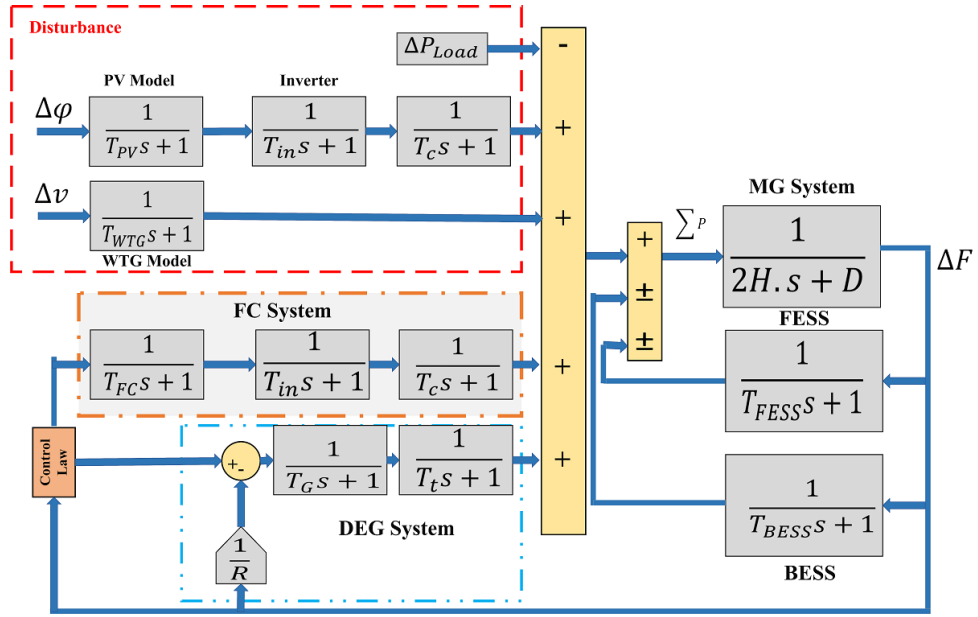 Disturbance
ΔP_Load
-
PV Model
Inverter
Δφ
1/(T_PV s + 1)
1/(T_in s + 1)
1/(T_c s + 1)
+
Δv
1/(T_WTG s + 1)
+
WTG Model
MG System
+
∑P
1/(2H.s + D)
ΔF
±
±
FESS
1/(T_FESS s + 1)
FC System
1/(T_FC s + 1)
1/(T_in s + 1)
1/(T_c s + 1)
+
Control
Law
+-
1/(T_G s + 1)
1/(T_t s + 1)
+
DEG System
1/R
1/(T_BESS s + 1)
BESS